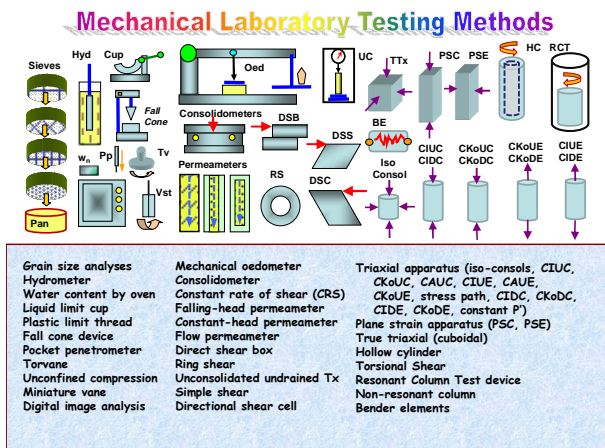 Mechanical Laboratory Testing Methods
Sieves
Hyd
Cup
Oed
UC
TTx
PSC PSE
HC
RCT
Fall
Cone
Consolidometers
DSB
DSS
BE
wn
Pp
Tv
Permeameters
RS
DSC
Iso
Consol
CIUC
CIDC
CKoUC
CKoDC
CKoUE
CKoDE
CIUE
CIDE
Vst
Pan
Grain size analyses
Hydrometer
Water content by oven
Liquid limit cup
Plastic limit thread
Fall cone device
Pocket penetrometer
Torvane
Unconfined compression
Miniature vane
Digital image analysis
Mechanical oedometer
Consolidometer
Constant rate of shear (CRS)
Falling-head permeameter
Constant-head permeameter
Flow permeameter
Direct shear box
Ring shear
Unconsolidated undrained Tx
Simple shear
Directional shear cell
Triaxial apparatus (iso-consols, CIUC,
CKoUC, CAUC, CIUE, CAUE,
CKoUE, stress path, CIDC, CKoDC,
CIDE, CKoDE, constant P')
Plane strain apparatus (PSC, PSE)
True triaxial (cuboidal)
Hollow cylinder
Torsional Shear
Resonant Column Test device
Non-resonant column
Bender elements